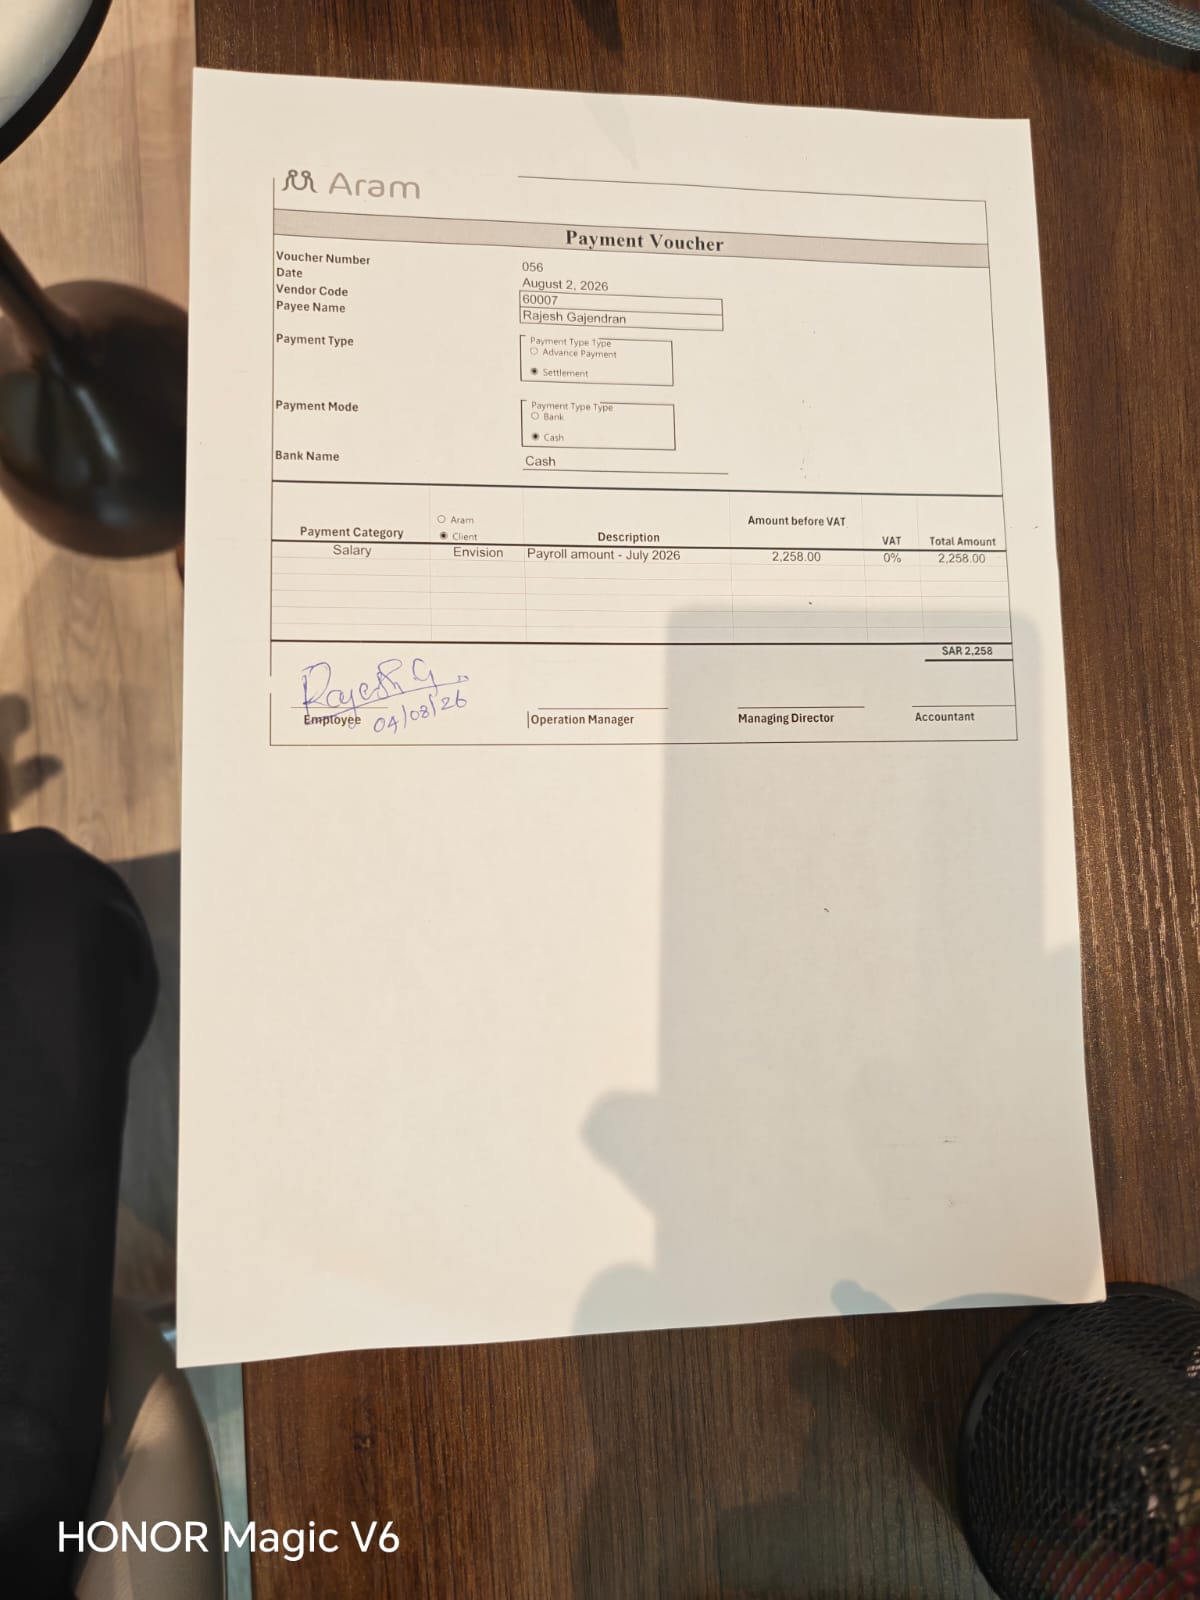 Aram
Payment Voucher
Voucher Number 056
Date August 2, 2026
Vendor Code 60007
Payee Name Rajesh Gajendran
Payment Type
Payment Type Type
Advance Payment
Settlement
Payment Mode
Payment Type Type
Bank
Cash
Bank Name Cash
Payment Category Aram Client Description Amount before VAT VAT Total Amount
Salary Envision Payroll amount - July 2026 2,258.00 0% 2,258.00
SAR 2,258
Rajesh G
04/08/26
Employee Operation Manager Managing Director Accountant
HONOR Magic V6